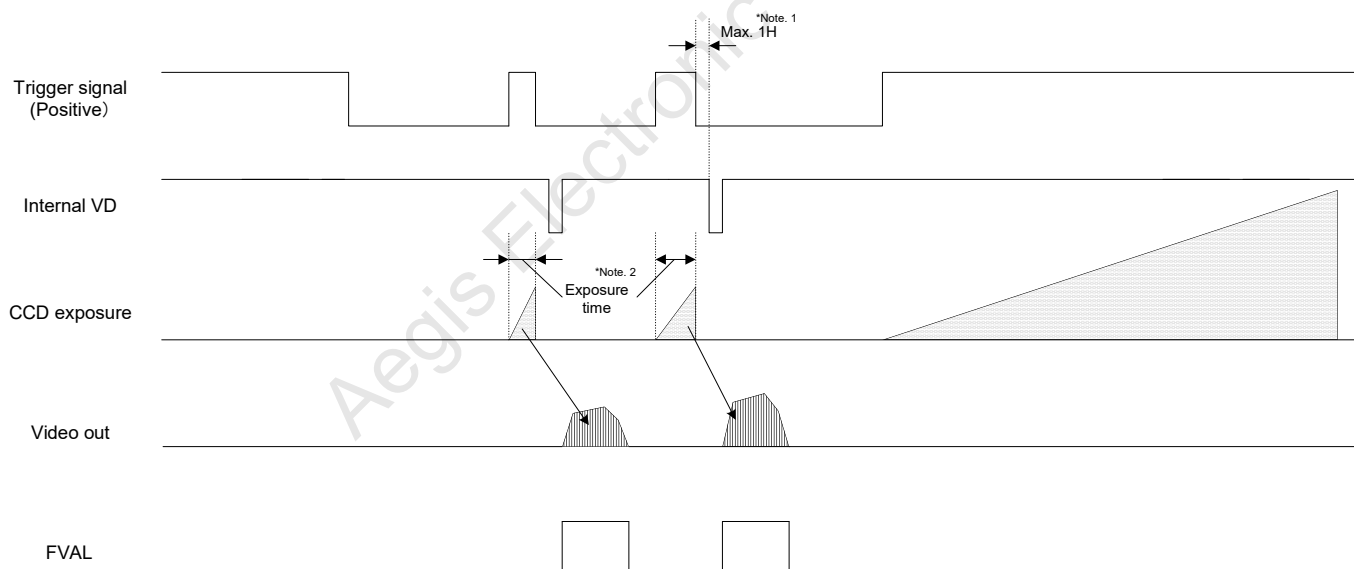 *Note. 1
Max. 1H
Trigger signal
(Positive）
Internal VD
*Note. 2
Exposure
time
CCD exposure
Video out
FVAL
Aegis Electronic